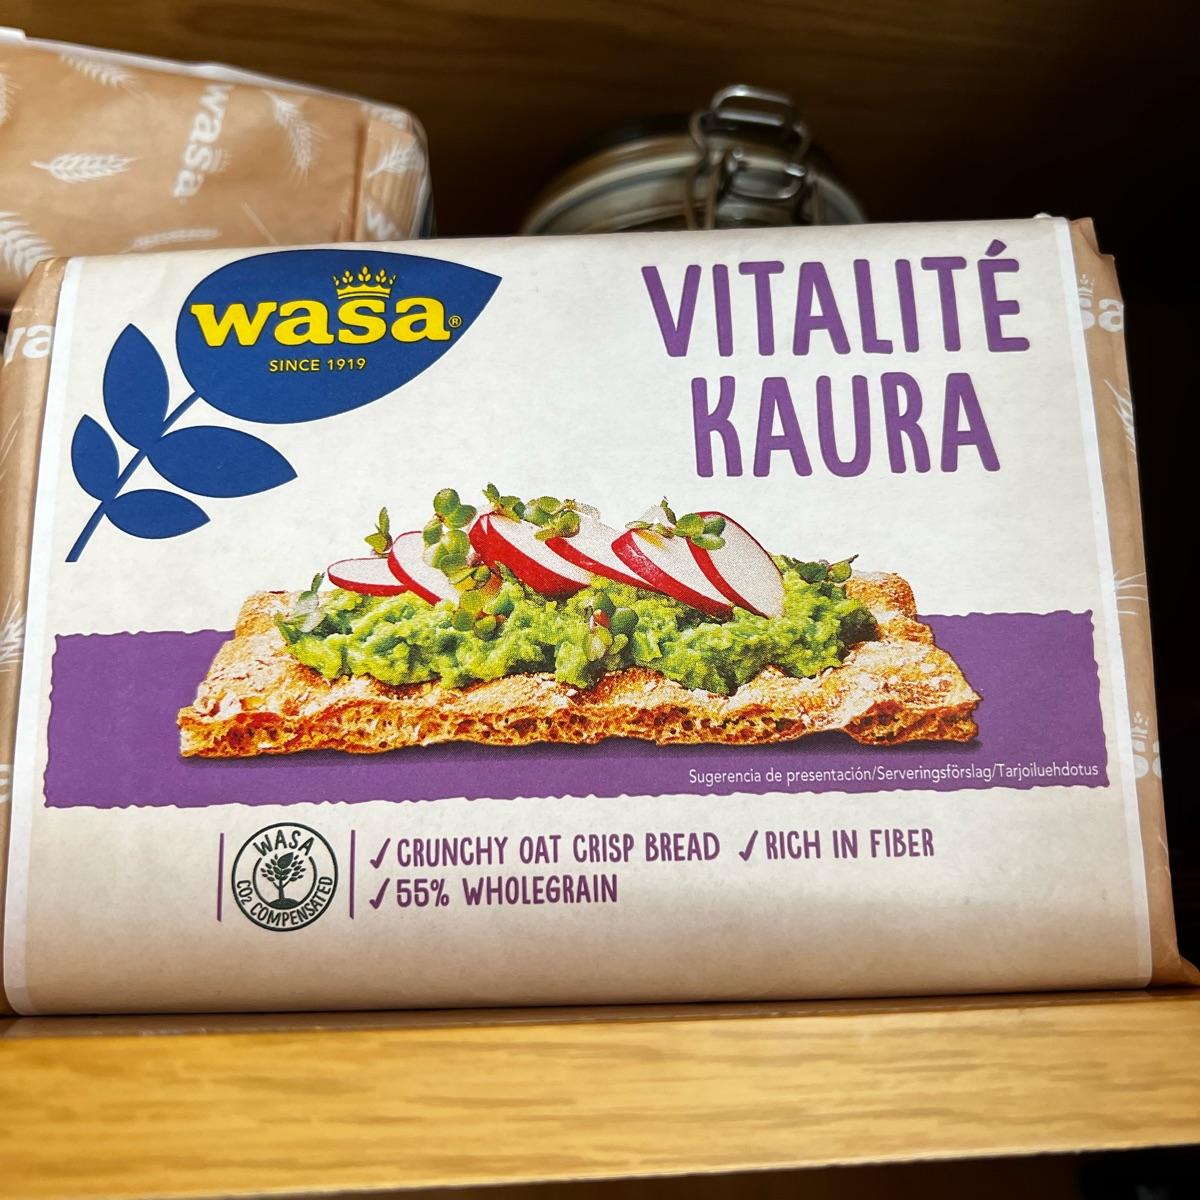 wasa
wasa®
SINCE 1919
VITALITÉ
KAURA
Sugerencia de presentación/Serveringsförslag/Tarjoiluehdotus
WASA
CO2 COMPENSATED
✓CRUNCHY OAT CRISP BREAD ✓RICH IN FIBER
✓55% WHOLEGRAIN